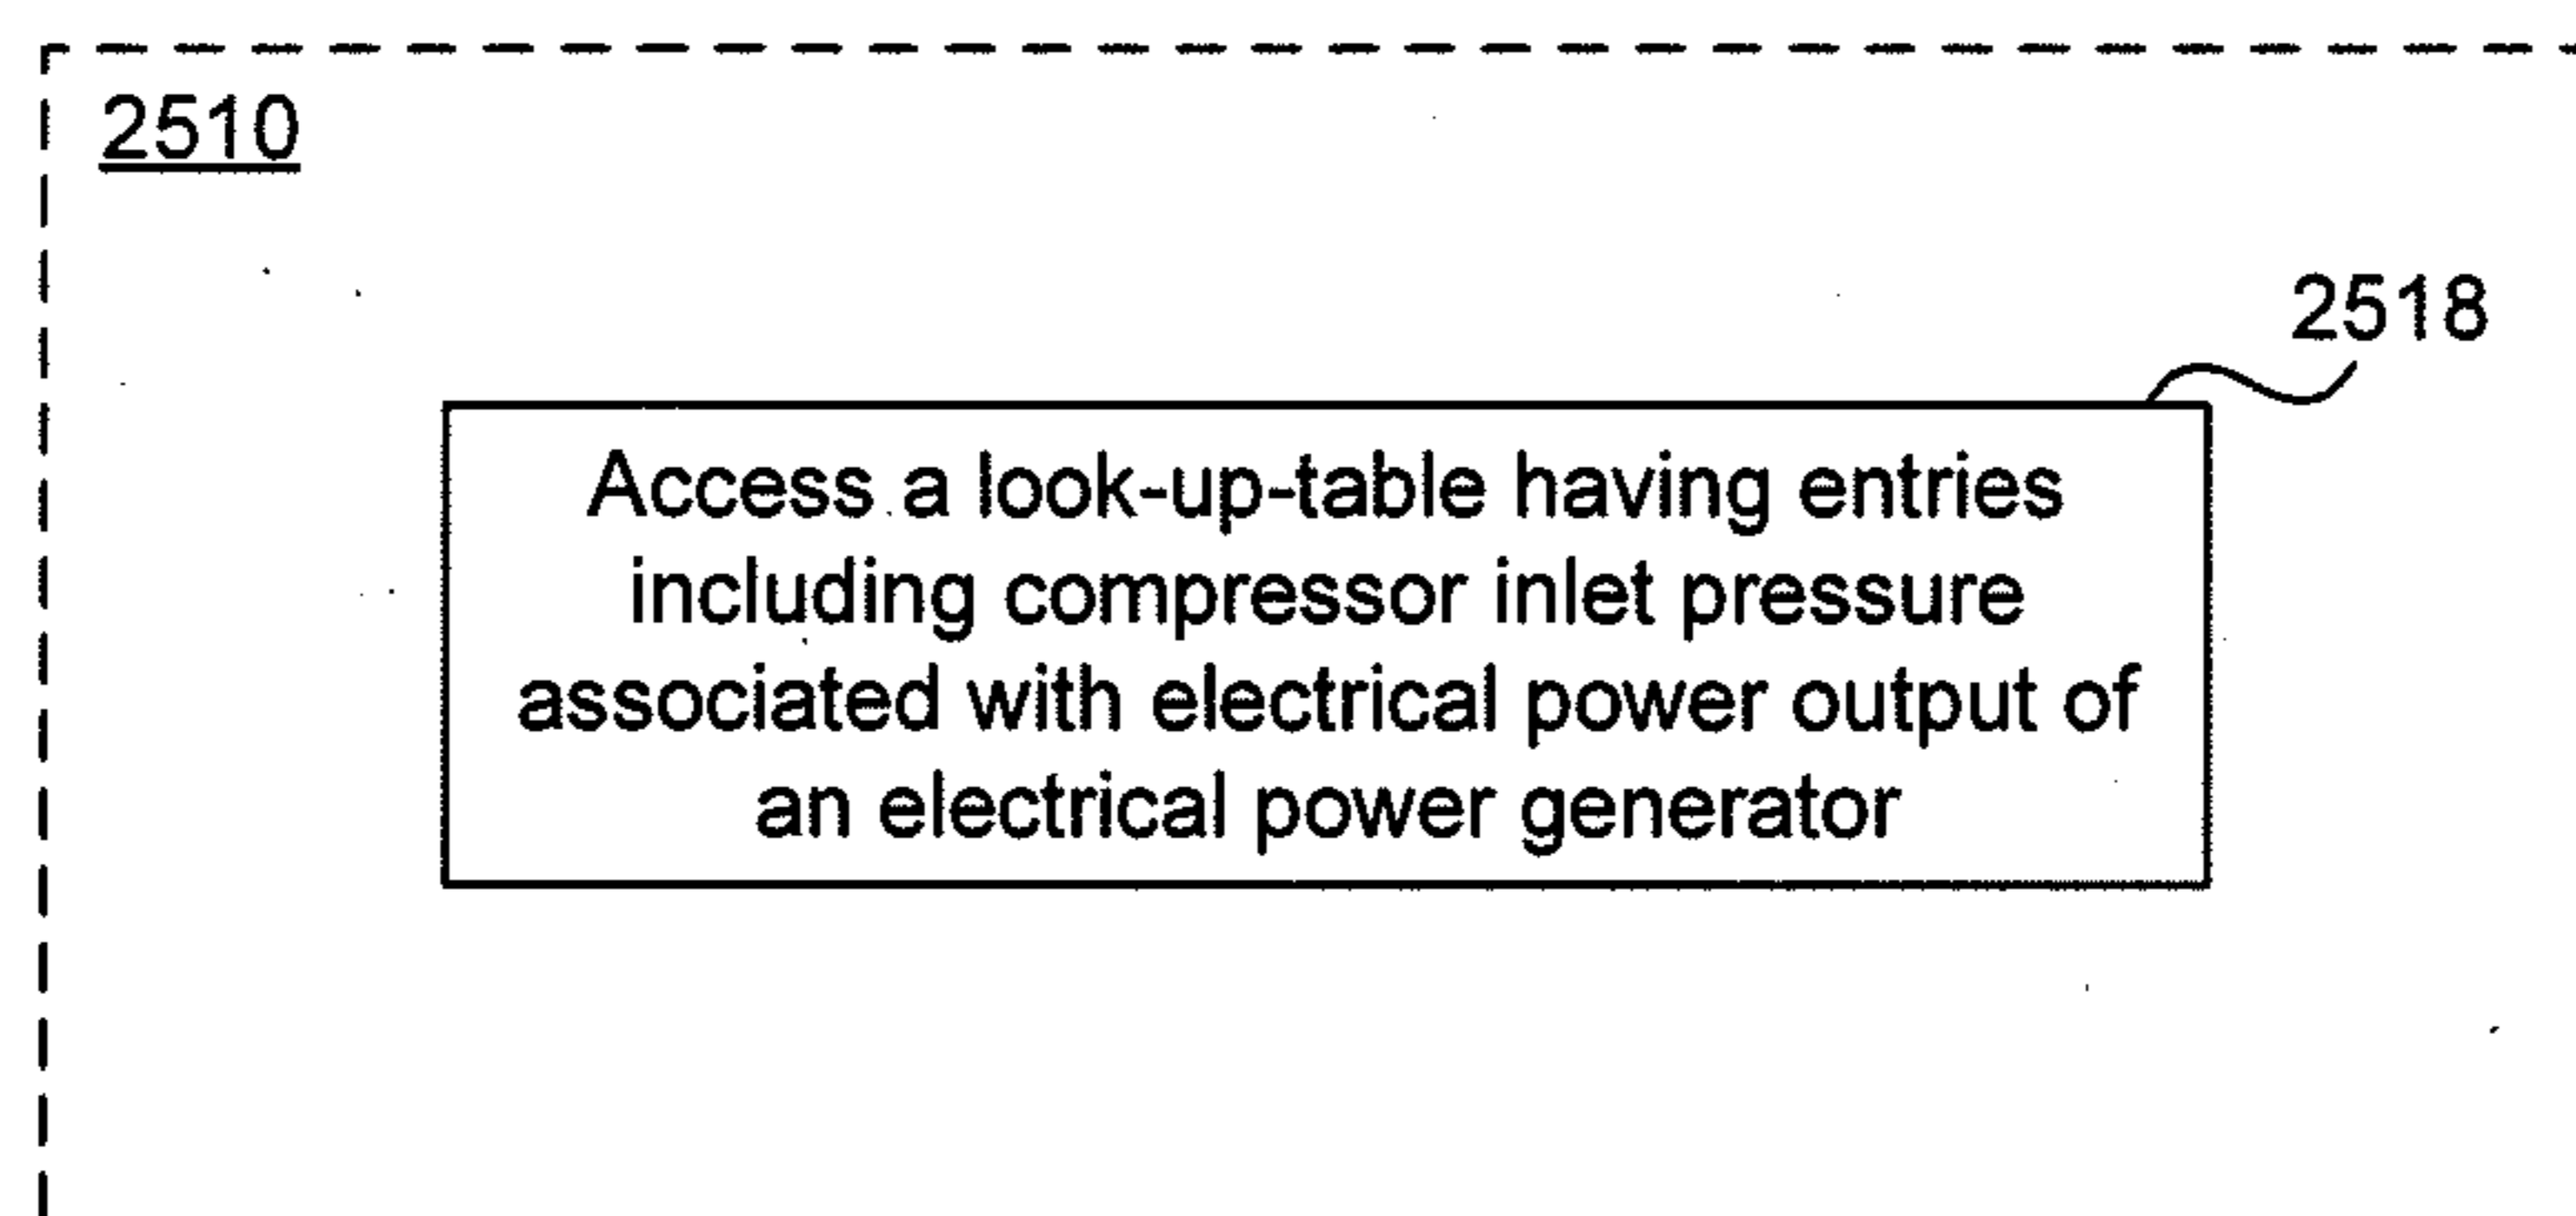 2510
2518
Access a look-up-table having entries
including compressor inlet pressure
associated with electrical power output of
an electrical power generator